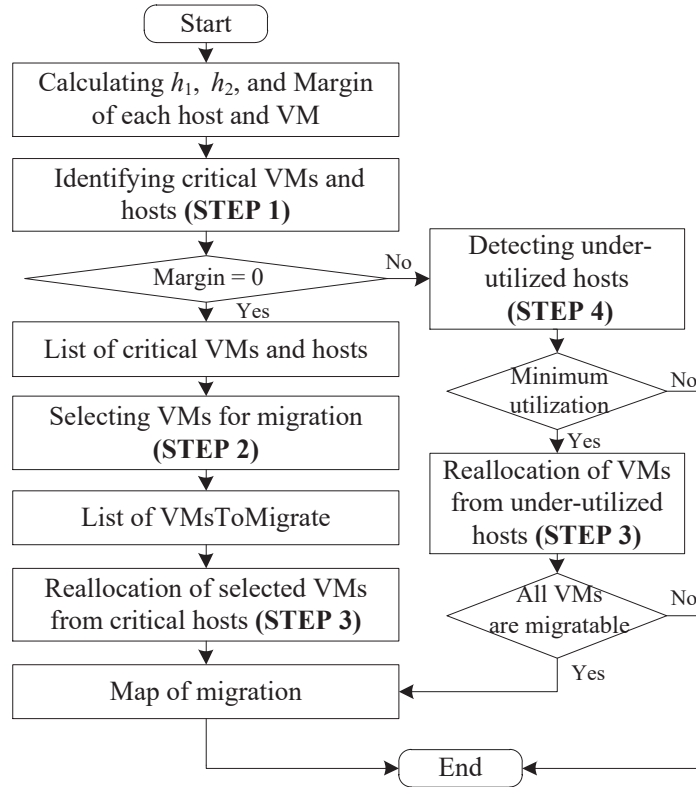 Start
Calculating h₁, h₂, and Margin
of each host and VM
Identifying critical VMs and
hosts (STEP 1)
Margin = 0
No
Yes
List of critical VMs and hosts
Selecting VMs for migration
(STEP 2)
List of VMsToMigrate
Reallocation of selected VMs
from critical hosts (STEP 3)
Map of migration
Detecting under-
utilized hosts
(STEP 4)
Minimum
utilization
No
Yes
Reallocation of VMs
from under-utilized
hosts (STEP 3)
All VMs
are migratable
No
Yes
End